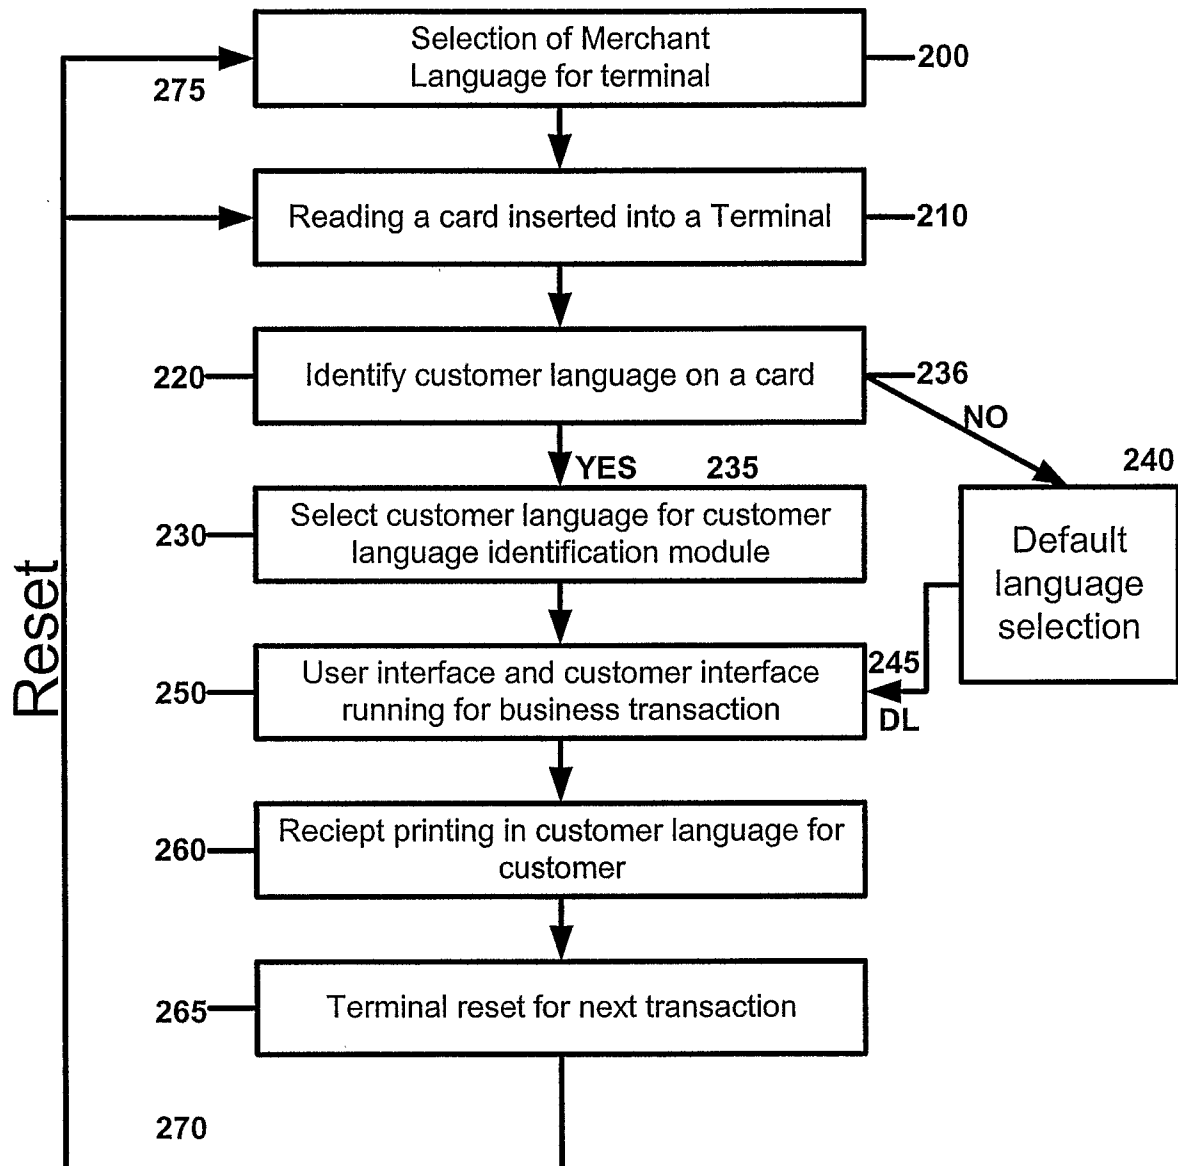 Selection of Merchant
Language for terminal
200
275
Reading a card inserted into a Terminal
210
220
Identify customer language on a card
236
NO
YES
235
240
230
Select customer language for customer
language identification module
Default
language
selection
Reset
245
250
User interface and customer interface
running for business transaction
DL
260
Reciept printing in customer language for
customer
265
Terminal reset for next transaction
270